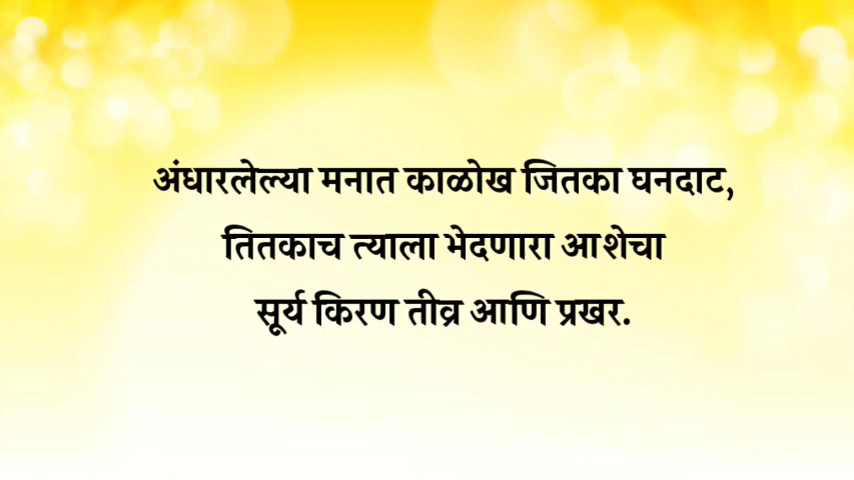 अंधारलेल्या मनात काळोख जितका घनदाट,
तितकाच त्याला भेदणारा आशेचा
सूर्य किरण तीव्र आणि प्रखर.